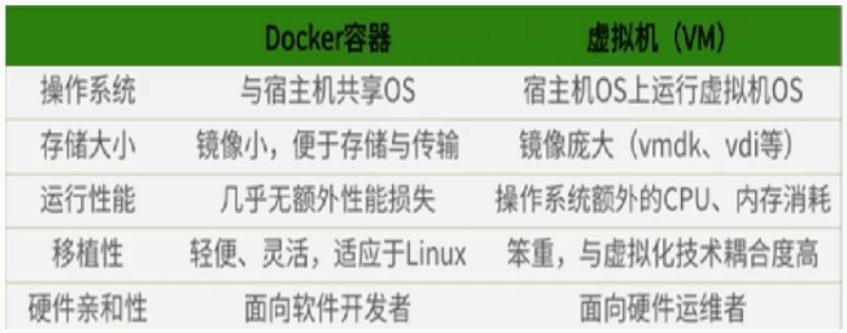 Docker容器 虚拟机（VM）
操作系统 与宿主机共享OS 宿主机OS上运行虚拟机OS
存储大小 镜像小，便于存储与传输 镜像庞大（vmdk、vdi等）
运行性能 几乎无额外性能损失 操作系统额外的CPU、内存消耗
移植性 轻便、灵活，适应于Linux 笨重，与虚拟化技术耦合度高
硬件亲和性 面向软件开发者 面向硬件运维者